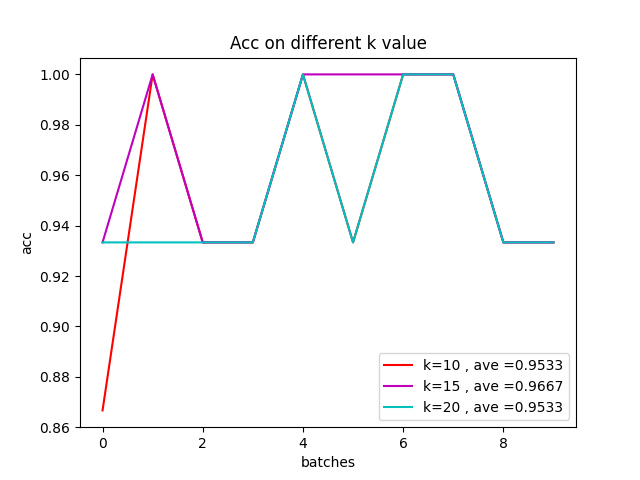 Acc on different k value
1.00
0.98
0.96
0.94
0.92
0.90
0.88
0.86
acc
k=10 , ave =0.9533
k=15 , ave =0.9667
k=20 , ave =0.9533
0 2 4 6 8
batches